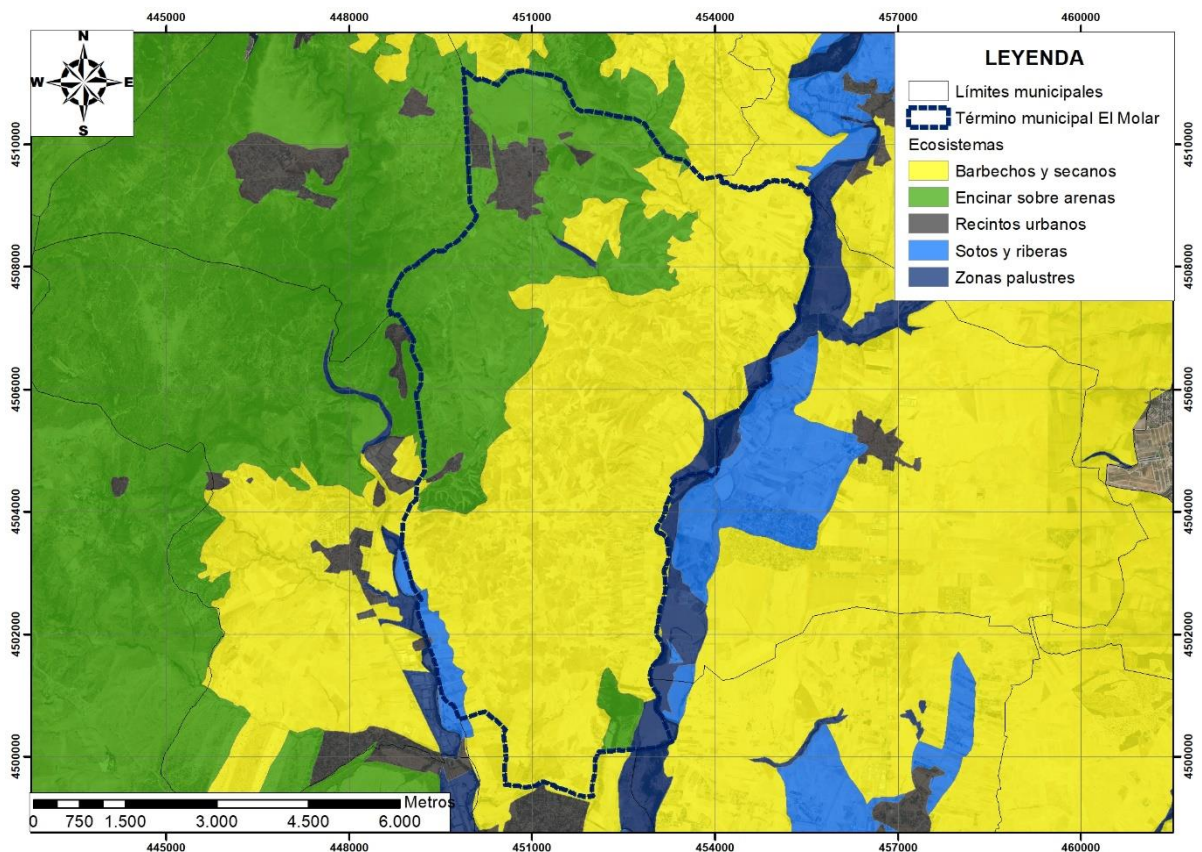 445000 448000 451000 454000 457000 460000
N
W E
S
LEYENDA
Límites municipales
Término municipal El Molar
Ecosistemas
Barbechos y secanos
Encinar sobre arenas
Recintos urbanos
Sotos y riberas
Zonas palustres
4510000 4510000
4508000 4508000
4506000 4506000
4504000 4504000
4502000 4502000
4500000 4500000
Metros
0 750 1.500 3.000 4.500 6.000
445000 448000 451000 454000 457000 460000